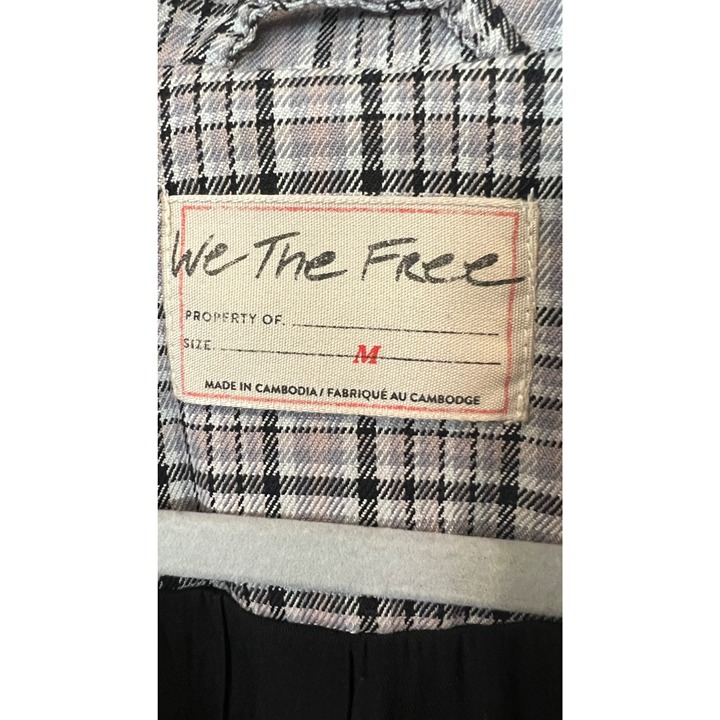 We The Free
PROPERTY OF.
SIZE M
MADE IN CAMBODIA / FABRIQUÉ AU CAMBODGE